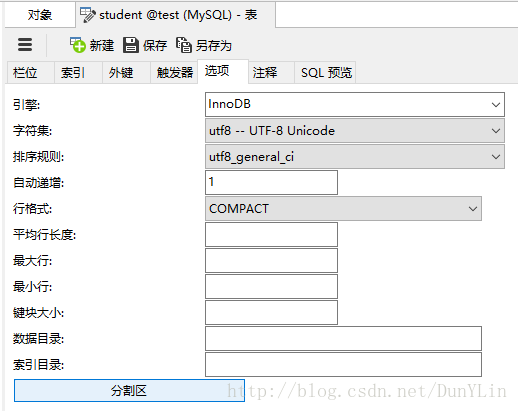 对象 student @test (MySQL) - 表
新建 保存 另存为
栏位 索引 外键 触发器 选项 注释 SQL 预览
引擎: InnoDB
字符集: utf8 -- UTF-8 Unicode
排序规则: utf8_general_ci
自动递增: 1
行格式: COMPACT
平均行长度:
最大行:
最小行:
键块大小:
数据目录:
索引目录:
分割区
http://blog.csdn.net/DunYLin